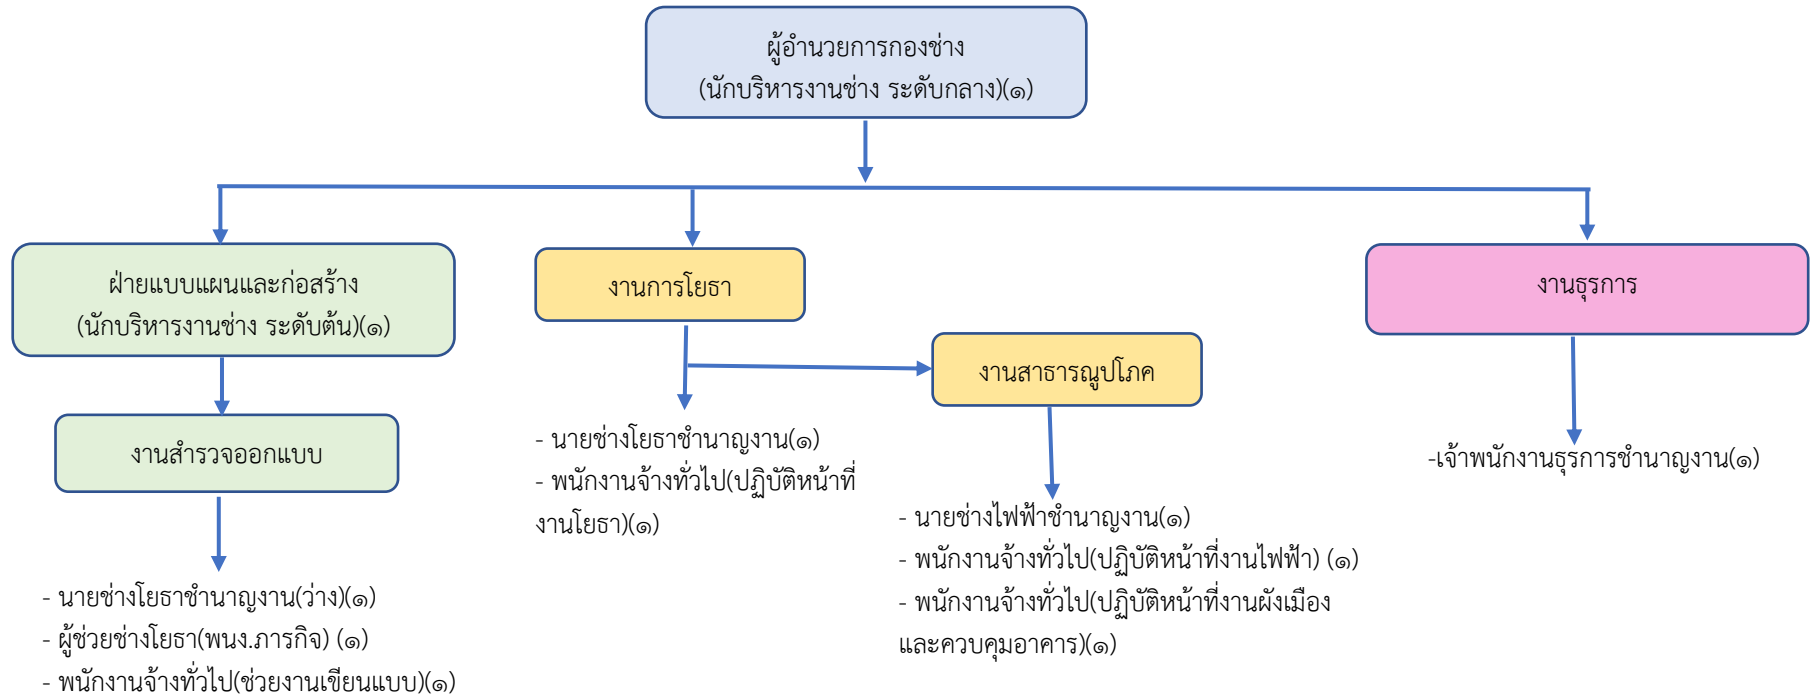 ผู้อำนวยการกองช่าง
(นักบริหารงานช่าง ระดับกลาง)(๑)
ฝ่ายแบบแผนและก่อสร้าง
(นักบริหารงานช่าง ระดับต้น)(๑)
งานสำรวจออกแบบ
- นายช่างโยธาชำนาญงาน(ว่าง)(๑)
- ผู้ช่วยช่างโยธา(พนง.ภารกิจ) (๑)
- พนักงานจ้างทั่วไป(ช่วยงานเขียนแบบ)(๑)
งานการโยธา
- นายช่างโยธาชำนาญงาน(๑)
- พนักงานจ้างทั่วไป(ปฏิบัติหน้าที่
งานโยธา)(๑)
งานสาธารณูปโภค
- นายช่างไฟฟ้าชำนาญงาน(๑)
- พนักงานจ้างทั่วไป(ปฏิบัติหน้าที่งานไฟฟ้า) (๑)
- พนักงานจ้างทั่วไป(ปฏิบัติหน้าที่งานผังเมือง
และควบคุมอาคาร)(๑)
งานธุรการ
-เจ้าพนักงานธุรการชำนาญงาน(๑)